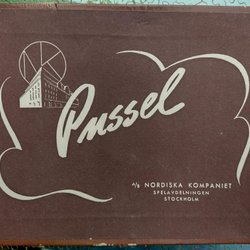 Pussel
A/B NORDISKA KOMPANIET
SPELAVDELNINGEN
STOCKHOLM